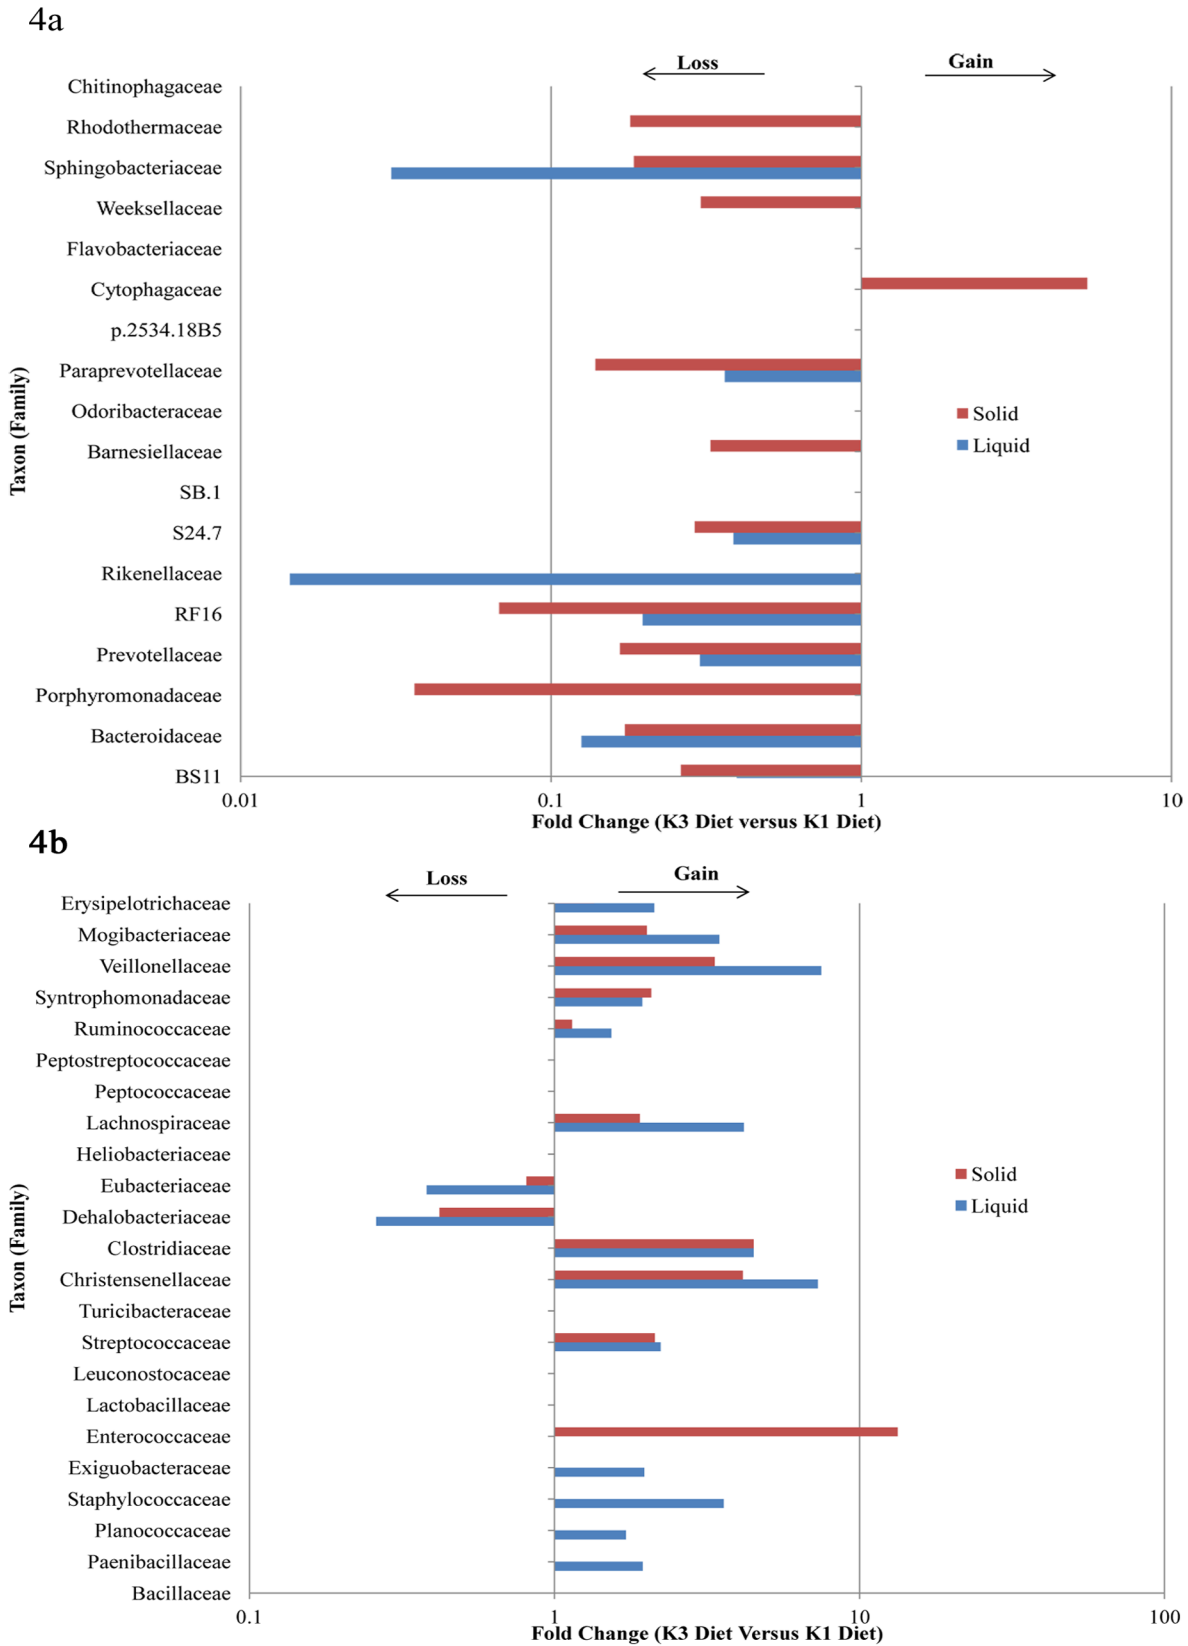 4a
Loss
Gain
Chitinophagaceae
Rhodothermaceae
Sphingobacteriaceae
Weeksellaceae
Flavobacteriaceae
Cytophagaceae
p.2534.18B5
Paraprevotellaceae
Odoribacteraceae
Barnesiellaceae
SB.1
S24.7
Rikenellaceae
RF16
Prevotellaceae
Porphyromonadaceae
Bacteroidaceae
BS11
Taxon (Family)
Solid
Liquid
0.01 0.1 1 10
Fold Change (K3 Diet versus K1 Diet)
4b
Loss
Gain
Erysipelotrichaceae
Mogibacteriaceae
Veillonellaceae
Syntrophomonadaceae
Ruminococcaceae
Peptostreptococcaceae
Peptococcaceae
Lachnospiraceae
Heliobacteriaceae
Eubacteriaceae
Dehalobacteriaceae
Clostridiaceae
Christensenellaceae
Turicibacteraceae
Streptococcaceae
Leuconostocaceae
Lactobacillaceae
Enterococcaceae
Exiguobacteraceae
Staphylococcaceae
Planococcaceae
Paenibacillaceae
Bacillaceae
Taxon (Family)
Solid
Liquid
0.1 1 10 100
Fold Change (K3 Diet Versus K1 Diet)